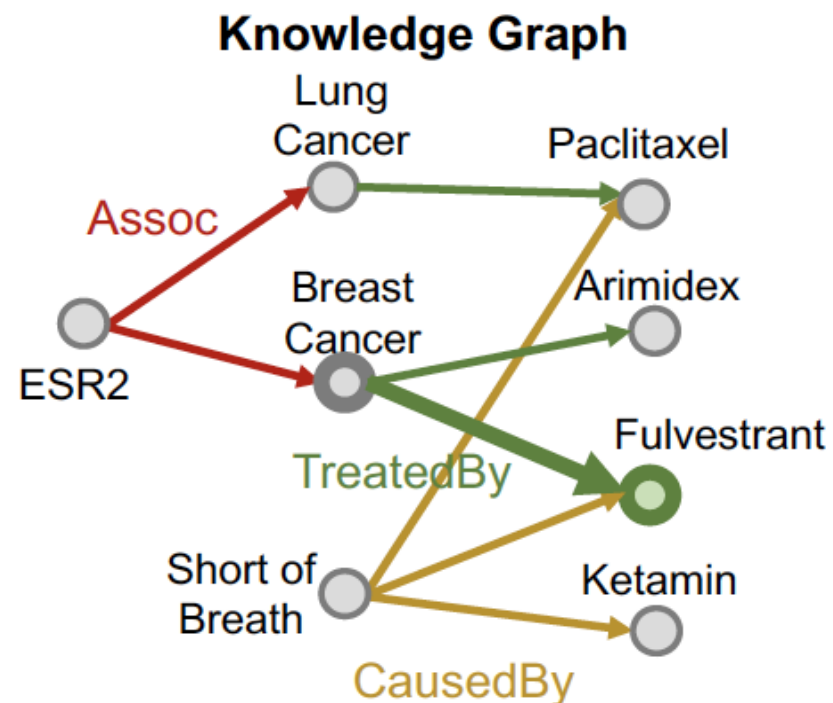 Knowledge Graph
Lung
Cancer
Paclitaxel
Assoc
Breast
Cancer
Arimidex
ESR2
Fulvestrant
TreatedBy
Short of
Breath
Ketamin
CausedBy